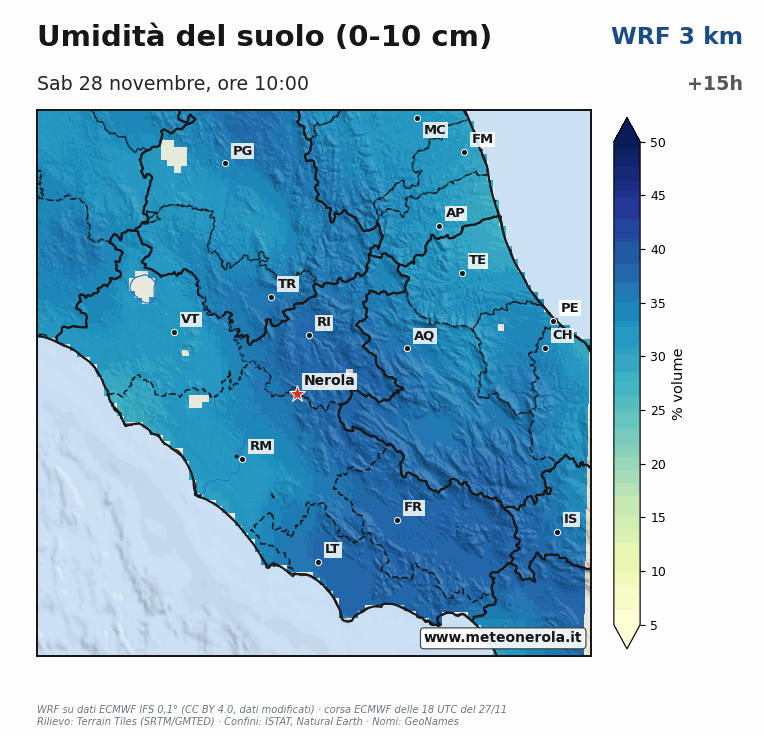 Umidità del suolo (0-10 cm)
WRF 3 km
Sab 28 novembre, ore 10:00
+15h
MC
FM
PG
AP
TE
TR
PE
VT
RI
CH
AQ
Nerola
RM
FR
IS
LT
www.meteonerola.it
50
45
40
35
30
25
20
15
10
5
% volume
WRF su dati ECMWF IFS 0,1° (CC BY 4.0, dati modificati) · corsa ECMWF delle 18 UTC del 27/11
Rilievo: Terrain Tiles (SRTM/GMTED) · Confini: ISTAT, Natural Earth · Nomi: GeoNames